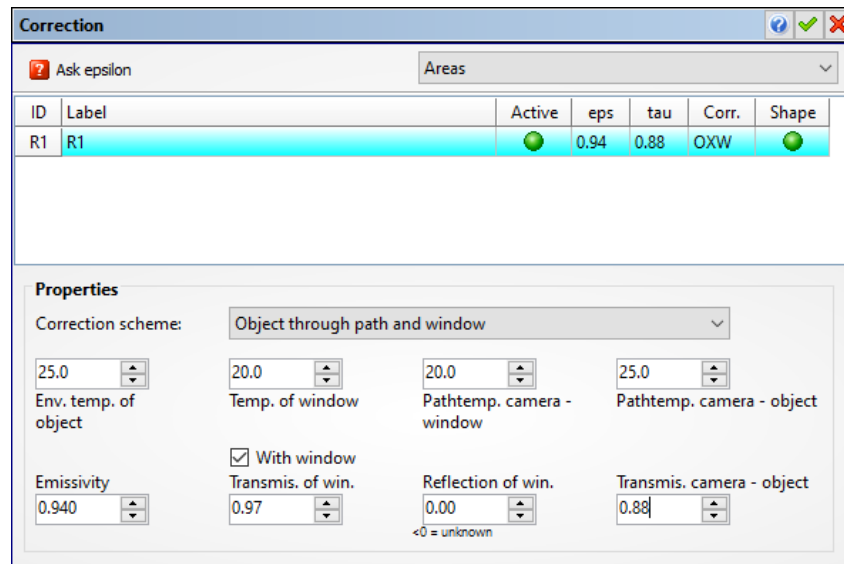 Correction
Ask epsilon
Areas
ID Label Active eps tau Corr. Shape
R1 R1 0.94 0.88 OXW
Properties
Correction scheme: Object through path and window
25.0 20.0 20.0 25.0
Env. temp. of object Temp. of window Pathtemp. camera - window Pathtemp. camera - object
With window
Emissivity Transmis. of win. Reflection of win. Transmis. camera - object
0.940 0.97 0.00 0.88
<0 = unknown